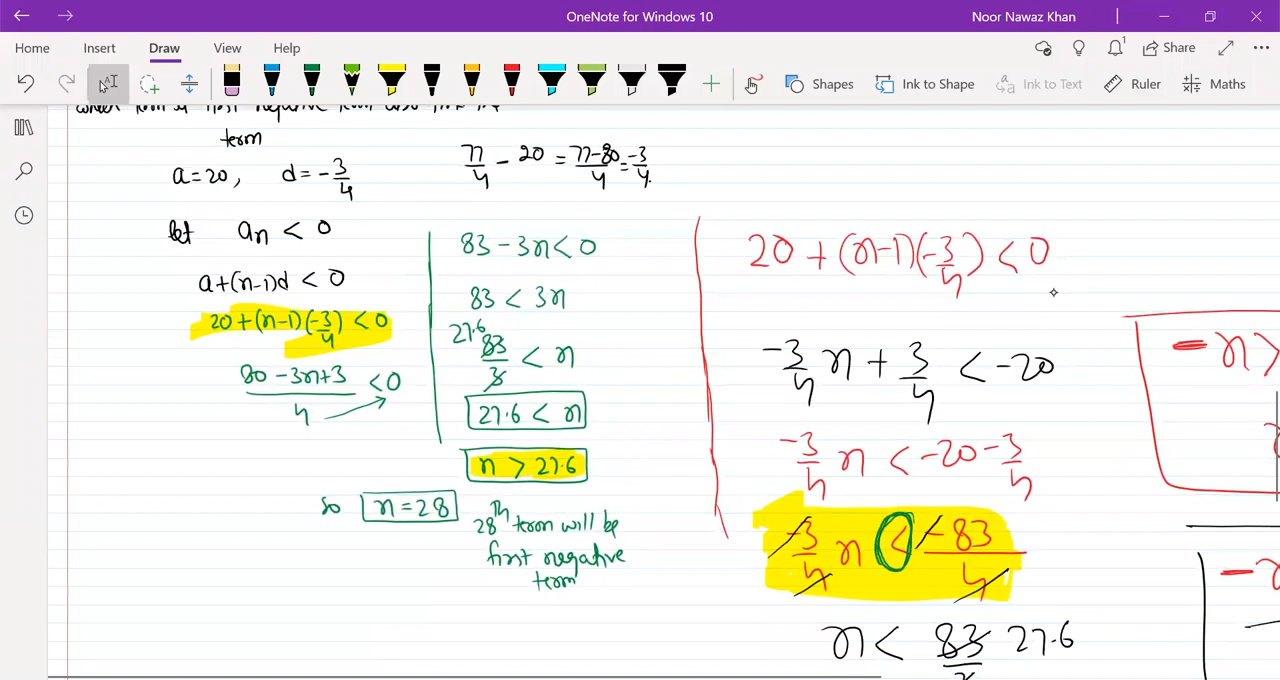 OneNote for Windows 10
Noor Nawaz Khan
Home Insert Draw View Help
Share
Shapes Ink to Shape Ink to Text Ruler Maths
term
a=20, d=-3/4
77/4 - 20 = 77-80/4 = -3/4
let an < 0
a+(n-1)d < 0
20+(n-1)(-3/4) < 0
80-3n+3/4 < 0
so n=28
83-3n<0
83 < 3n
27.6
83/3 < n
27.6 < n
n > 27.6
28th term will be
first negative
term
20+(n-1)(-3/4) < 0
-3/4 n + 3/4 < -20
-3/4 n < -20 - 3/4
-3/4 n < -83/4
n < 83/3 27.6
-n >